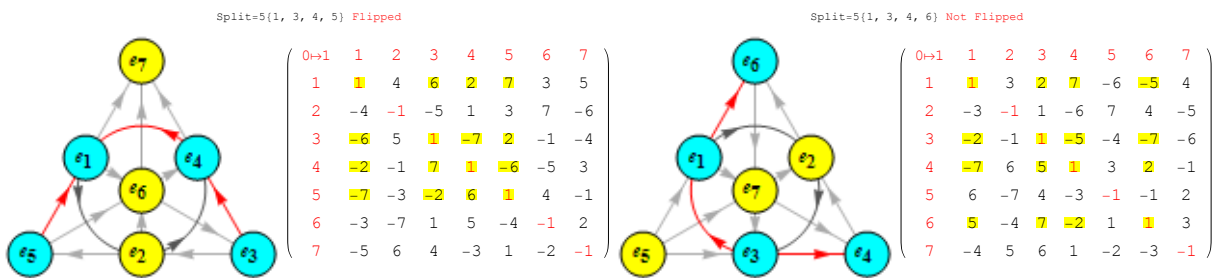 Split=5{1, 3, 4, 5} Flipped
Split=5{1, 3, 4, 6} Not Flipped
e7
e1
e4
e6
e5
e2
e3
0↦1 1 2 3 4 5 6 7
1 1 4 6 2 7 3 5
2 −4 −1 −5 1 3 7 −6
3 −6 5 1 −7 2 −1 −4
4 −2 −1 7 1 −6 −5 3
5 −7 −3 −2 6 1 4 −1
6 −3 −7 1 5 −4 −1 2
7 −5 6 4 −3 1 −2 −1
e6
e1
e2
e7
e5
e3
e4
0↦1 1 2 3 4 5 6 7
1 1 3 2 7 −6 −5 4
2 −3 −1 1 −6 7 4 −5
3 −2 −1 1 −5 −4 −7 −6
4 −7 6 5 1 3 2 −1
5 6 −7 4 −3 −1 −1 2
6 5 −4 7 −2 1 1 3
7 −4 5 6 1 −2 −3 −1